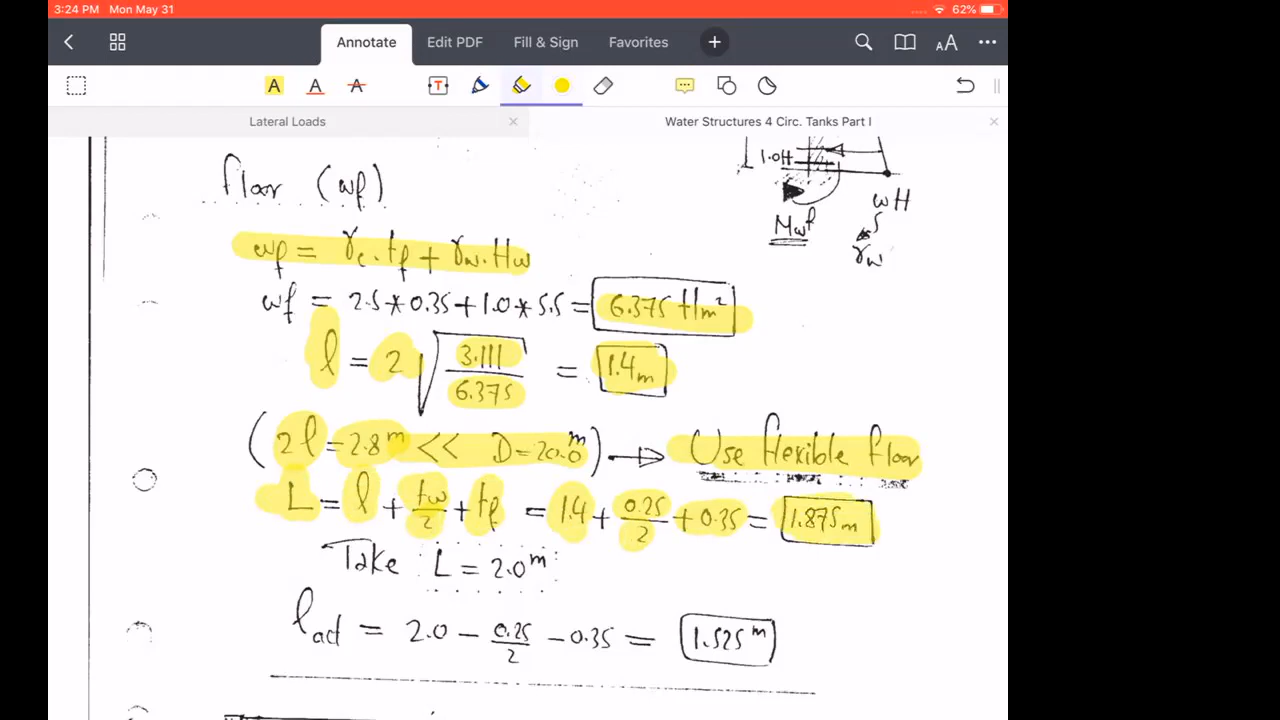 3:24 PM Mon May 31
62%
Annotate Edit PDF Fill & Sign Favorites
Lateral Loads
Water Structures 4 Circ. Tanks Part I
1.0H
wH
floor (wf)
Mwf
γw
wf = γc.tf + γw.Hw
wf = 2.5*0.35+1.0*5.5= 6.375 t/m²
l = 2√(3.111/6.375) = 1.4m
(2l=2.8m << D=20.0m) → Use flexible floor
L = l + tw/2 + tf = 1.4 + 0.25/2 + 0.35 = 1.875m
Take L = 2.0m
lact = 2.0 - 0.25/2 - 0.35 = 1.525m